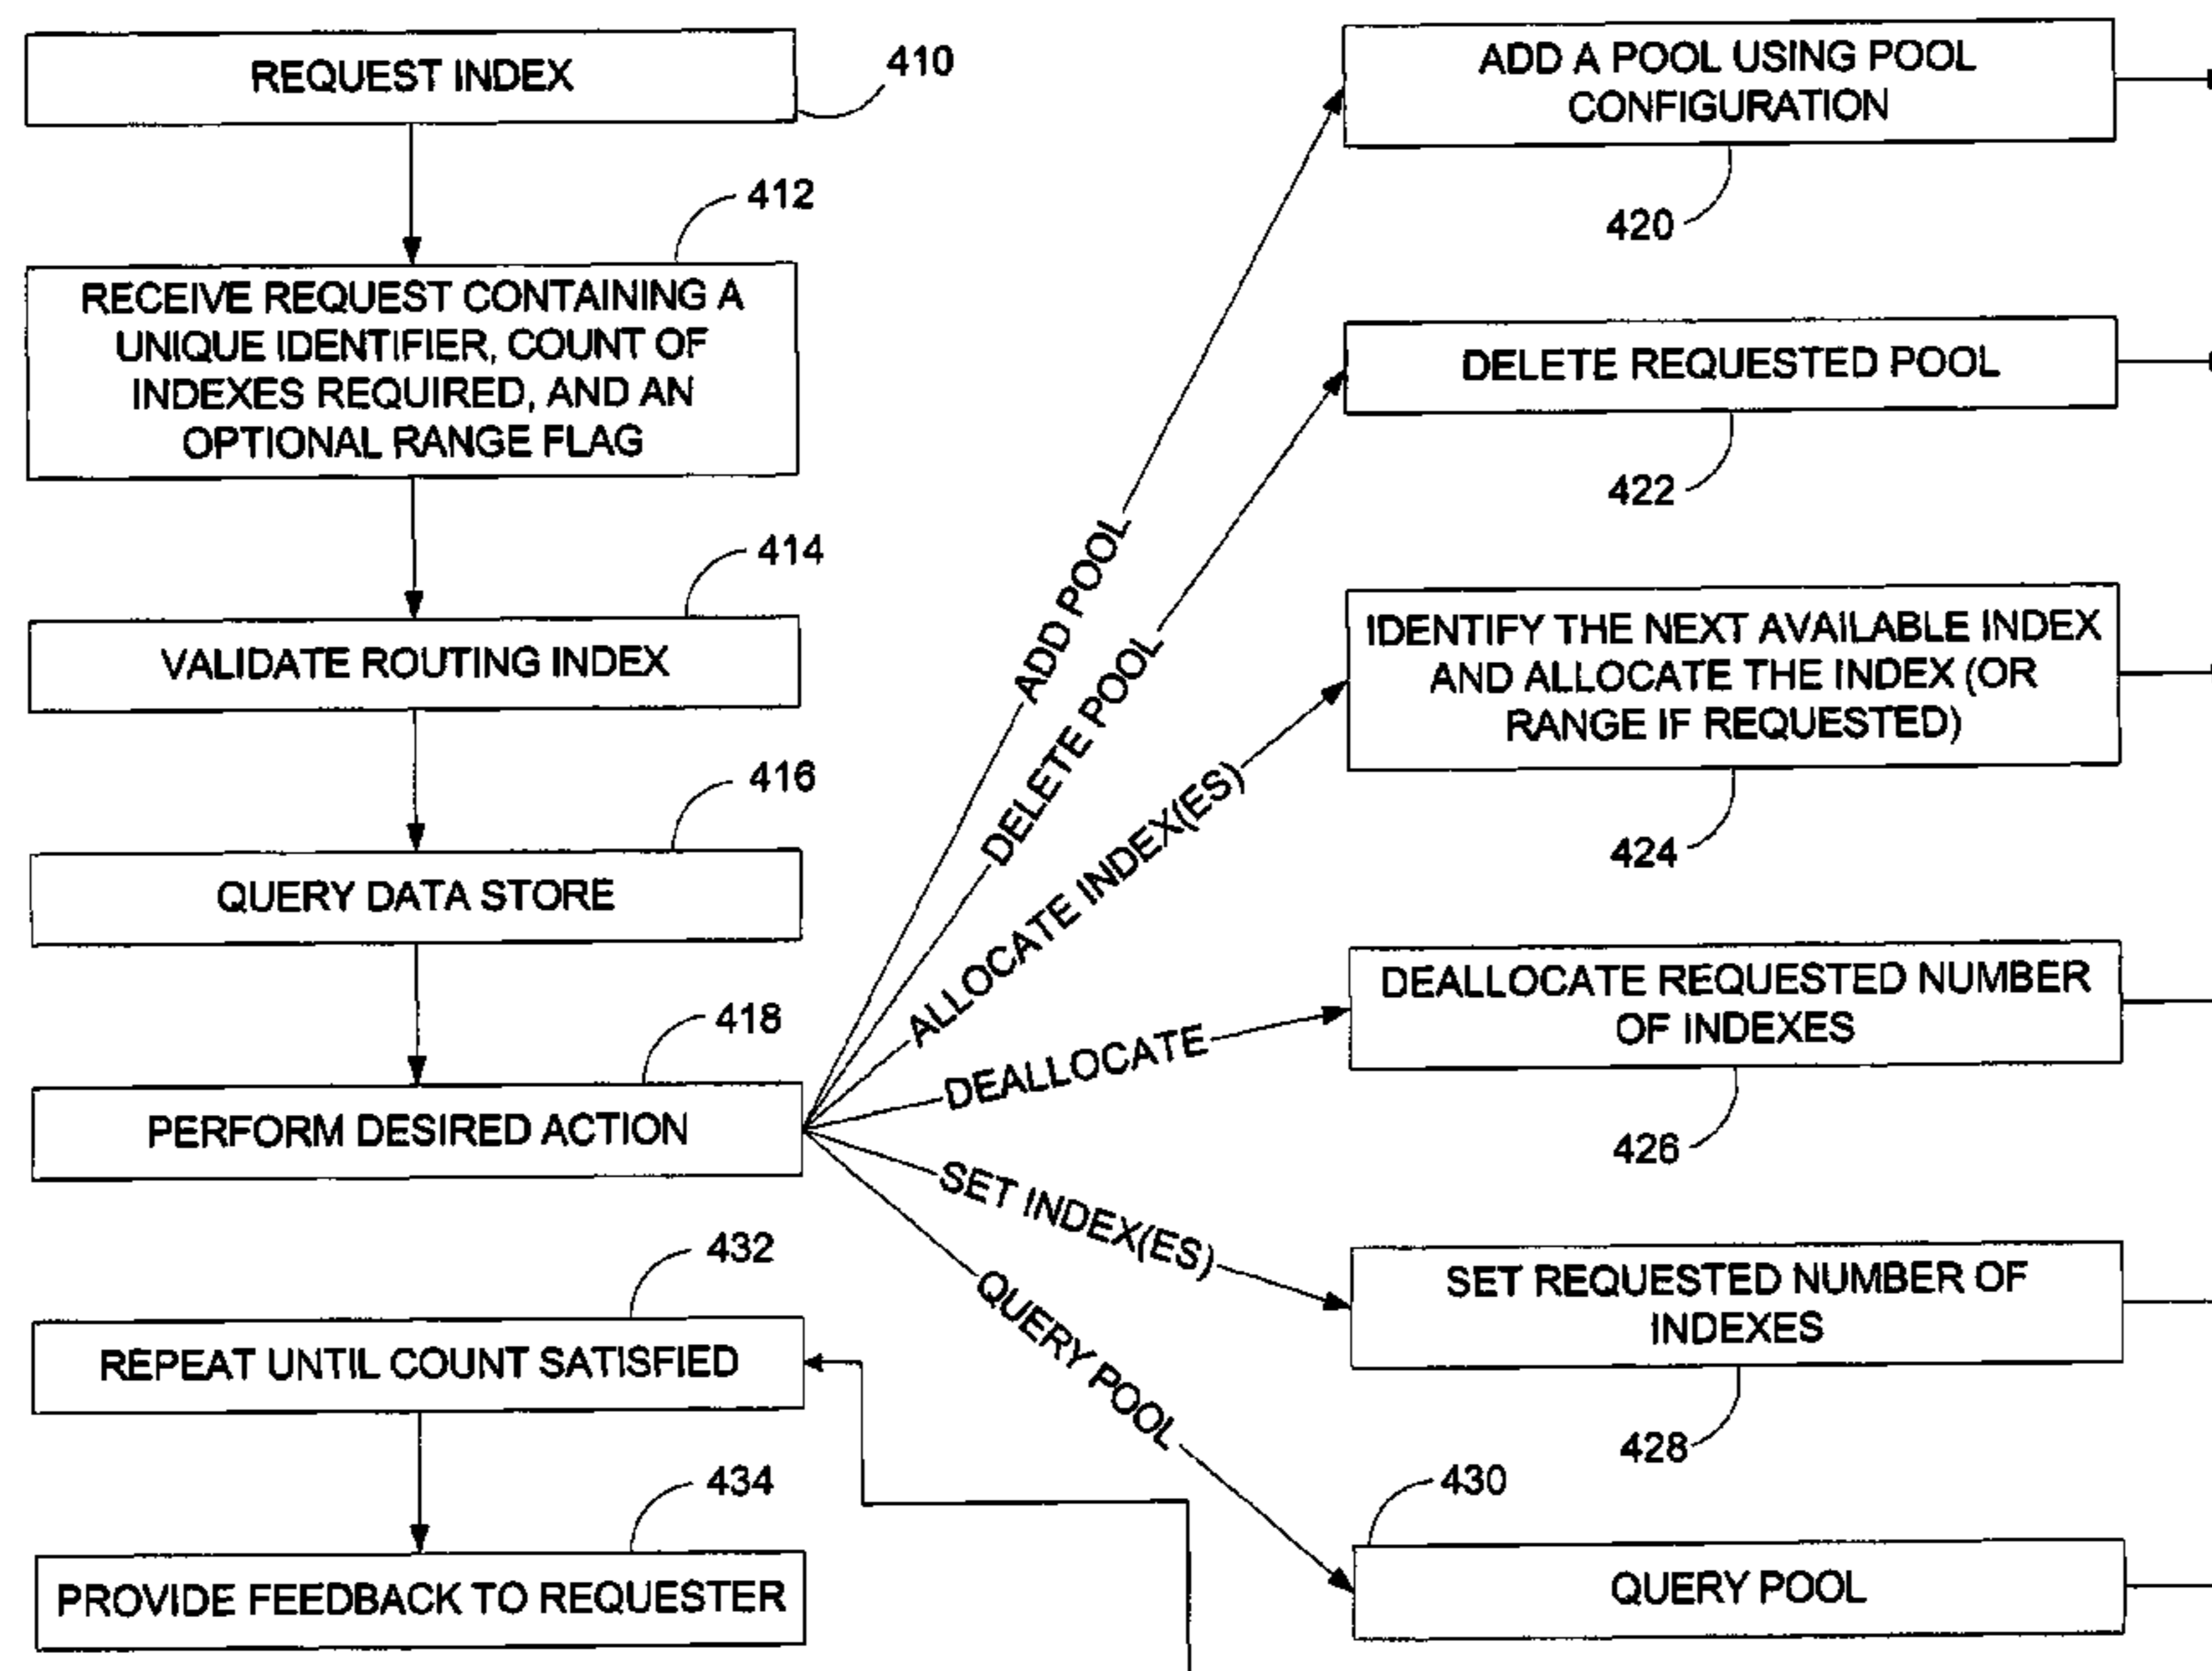 REQUEST INDEX
410
412
RECEIVE REQUEST CONTAINING A
UNIQUE IDENTIFIER, COUNT OF
INDEXES REQUIRED, AND AN
OPTIONAL RANGE FLAG
414
VALIDATE ROUTING INDEX
416
QUERY DATA STORE
418
PERFORM DESIRED ACTION
432
REPEAT UNTIL COUNT SATISFIED
434
PROVIDE FEEDBACK TO REQUESTER
ADD POOL
DELETE POOL
ALLOCATE INDEX(ES)
DEALLOCATE
SET INDEX(ES)
QUERY POOL
ADD A POOL USING POOL
CONFIGURATION
420
DELETE REQUESTED POOL
422
IDENTIFY THE NEXT AVAILABLE INDEX
AND ALLOCATE THE INDEX (OR
RANGE IF REQUESTED)
424
DEALLOCATE REQUESTED NUMBER
OF INDEXES
426
SET REQUESTED NUMBER OF
INDEXES
428
430
QUERY POOL